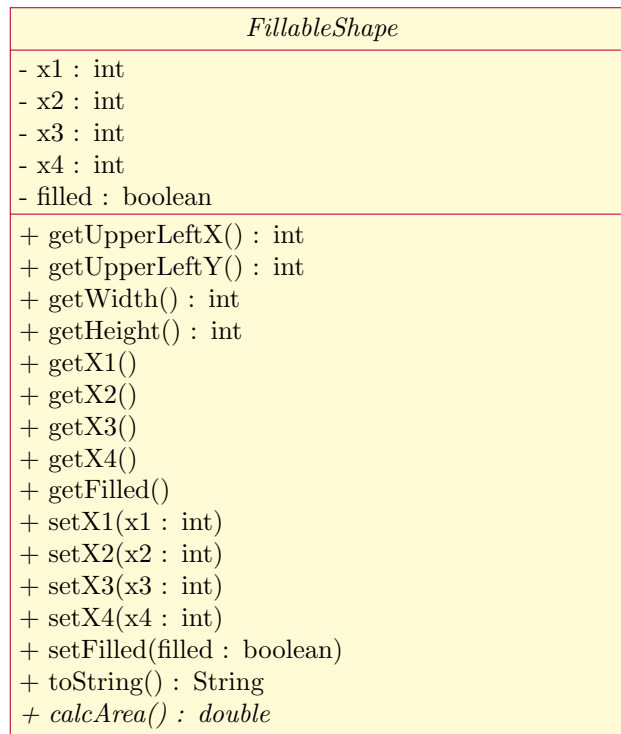 FillableShape
- x1 : int
- x2 : int
- x3 : int
- x4 : int
- filled : boolean
+ getUpperLeftX() : int
+ getUpperLeftY() : int
+ getWidth() : int
+ getHeight() : int
+ getX1()
+ getX2()
+ getX3()
+ getX4()
+ getFilled()
+ setX1(x1 : int)
+ setX2(x2 : int)
+ setX3(x3 : int)
+ setX4(x4 : int)
+ setFilled(filled : boolean)
+ toString() : String
+ calcArea() : double